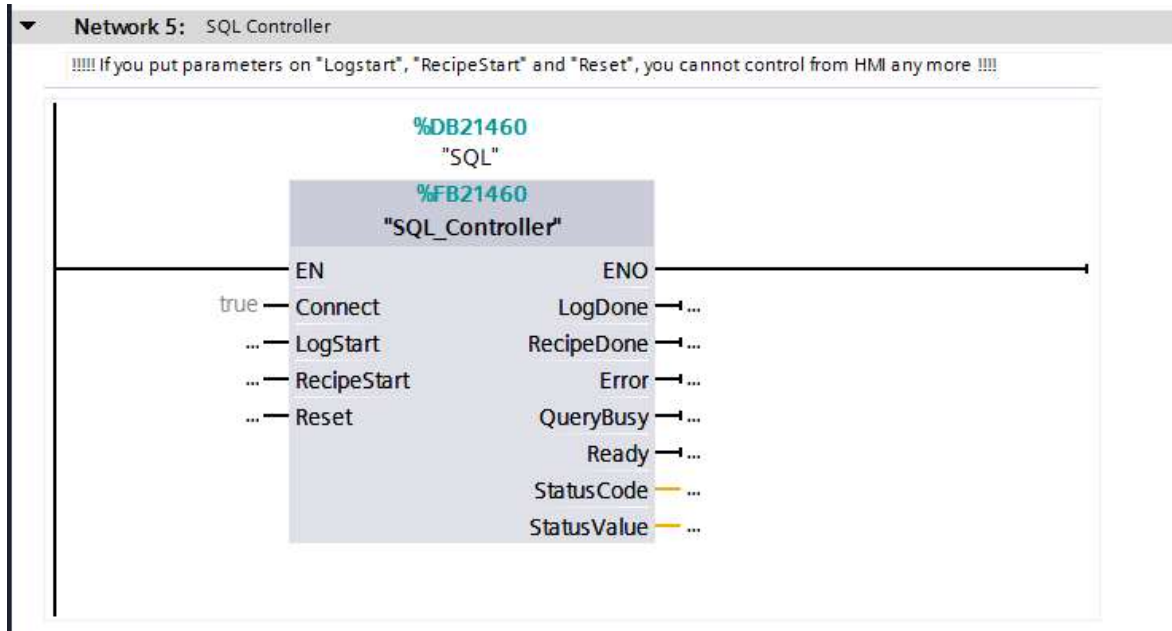 Network 5: SQL Controller
!!!!! If you put parameters on "Logstart", "RecipeStart" and "Reset", you cannot control from HMI any more !!!!
%DB21460
"SQL"
%FB21460
"SQL_Controller"
EN ENO
true Connect LogDone ...
... LogStart RecipeDone ...
... RecipeStart Error ...
... Reset QueryBusy ...
Ready ...
StatusCode ...
StatusValue ...